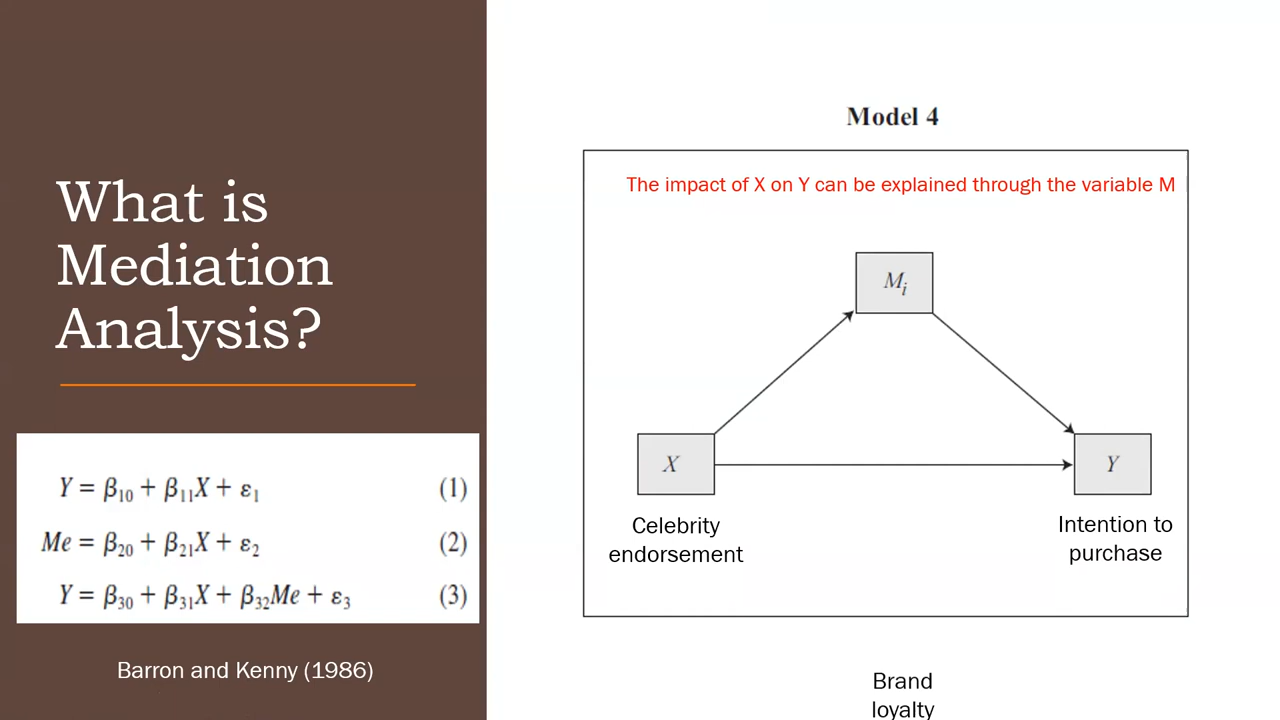 What is
Mediation
Analysis?
Y = β₁₀ + β₁₁X + ε₁ (1)
Me = β₂₀ + β₂₁X + ε₂ (2)
Y = β₃₀ + β₃₁X + β₃₂Me + ε₃ (3)
Barron and Kenny (1986)
Model 4
The impact of X on Y can be explained through the variable M
Mᵢ
X
Y
Celebrity
endorsement
Intention to
purchase
Brand
loyalty